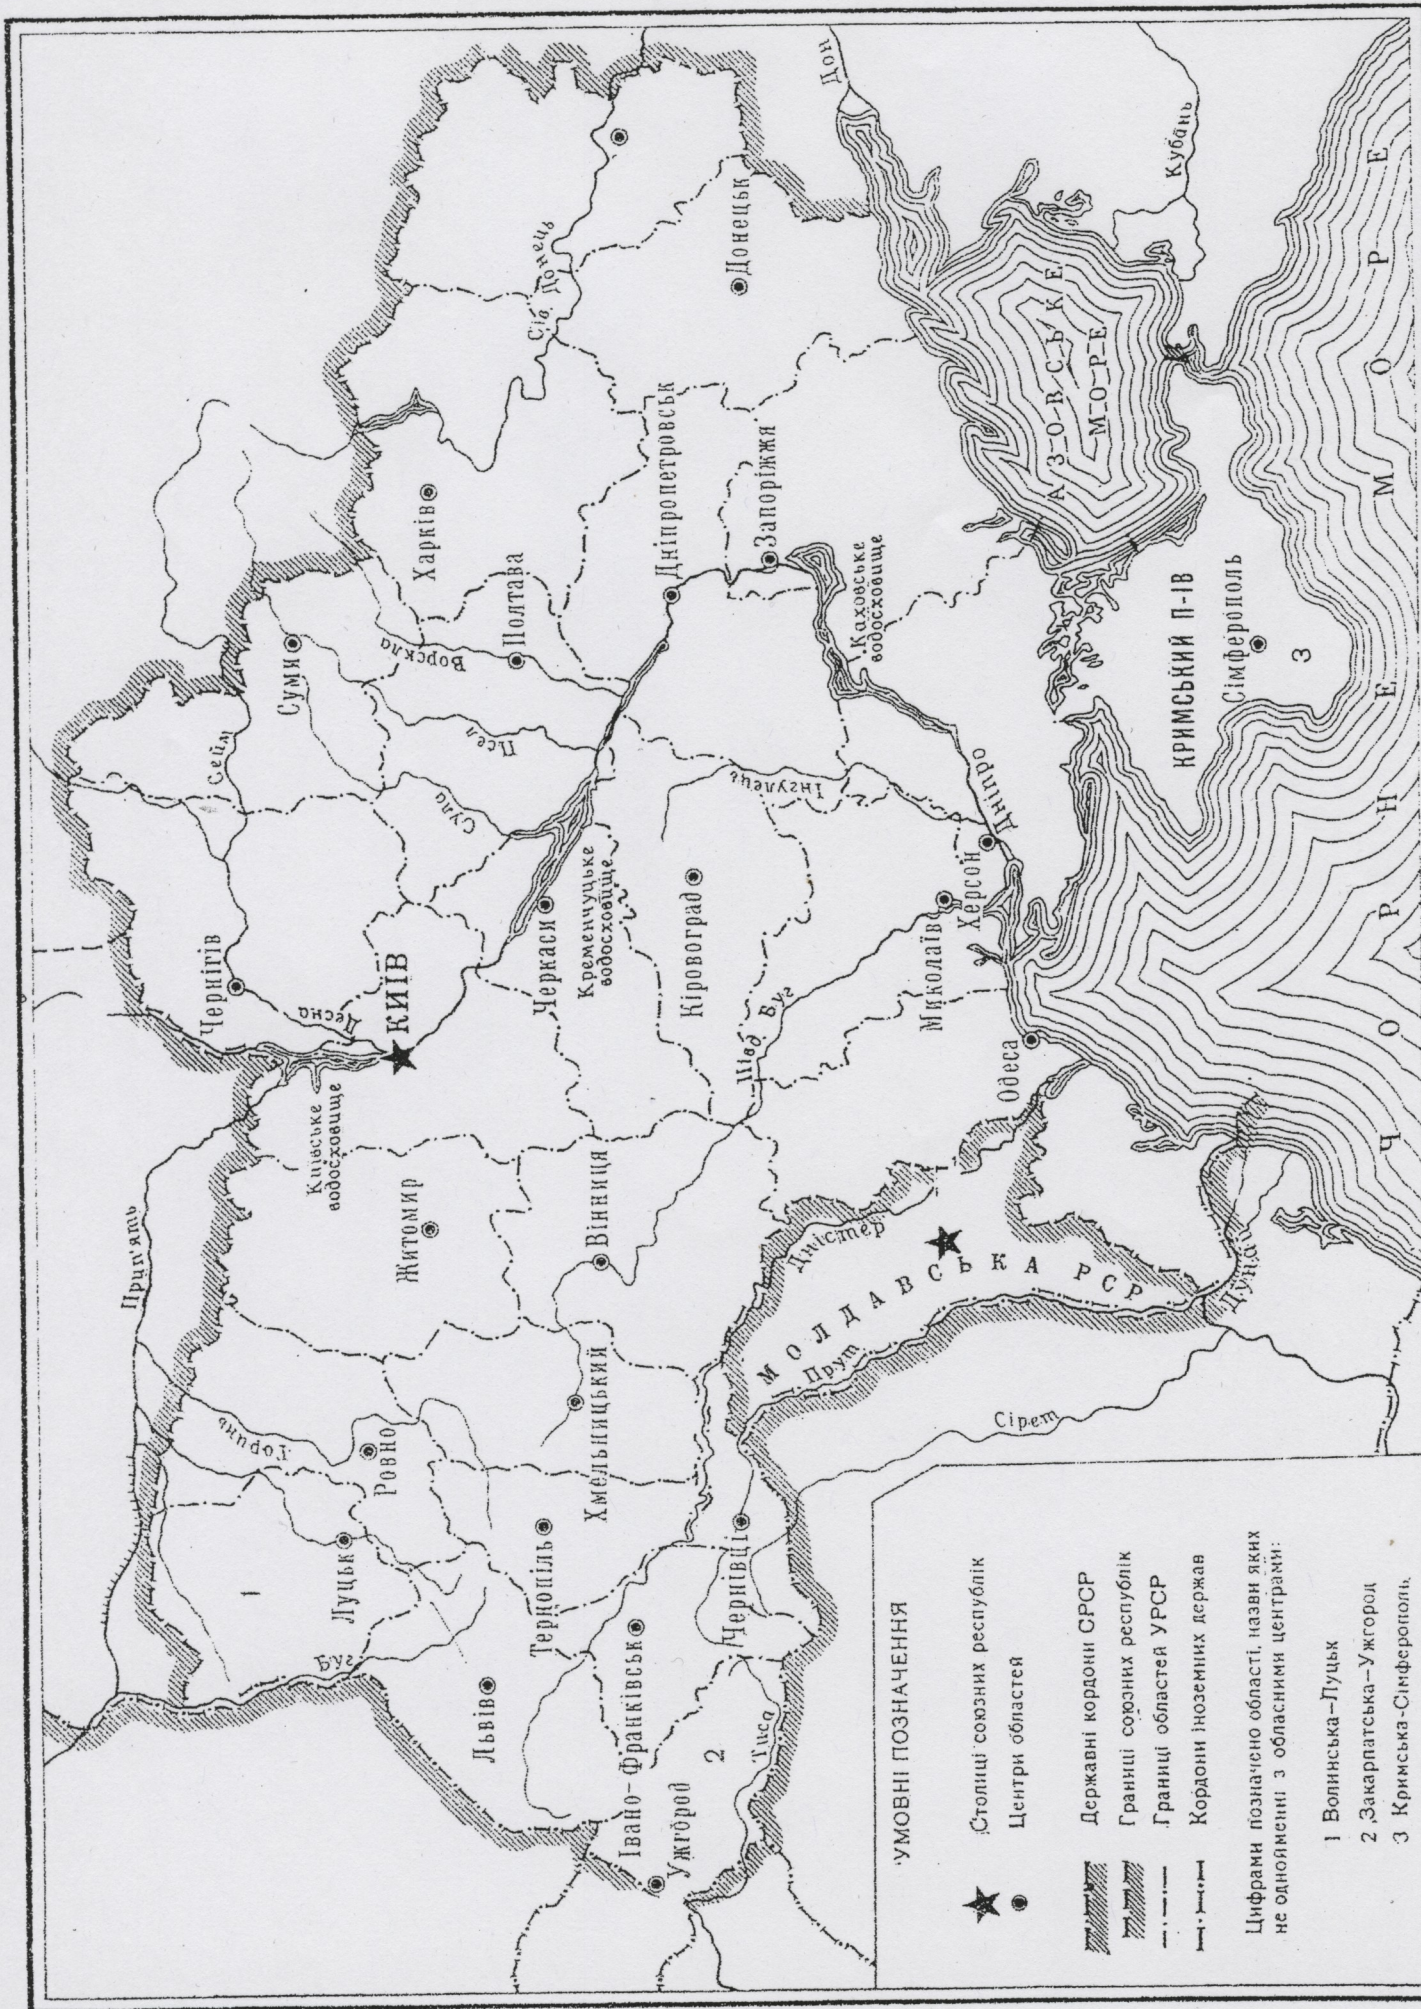 Прип'ять
Чернігів
Сейм
Десна
Суми
Київське
водосховище
КИЇВ
Сула
Псел
Ворскла
Харків
Полтава
Горинь
Луцьк
Ровно
Житомир
Буг
1
Львів
Тернопіль
Хмельницький
Вінниця
Черкаси
Кременчуцьке
водосховище
Кіровоград
Дніпропетровськ
Сів Донець
Донецьк
Запоріжжя
Каховське
водосховище
Інгулець
Івано-Франківськ
Ужгород
2
Тиса
Чернівці
Півд Буг
Дністер
МОЛДАВСЬКА РСР
Прут
Сірет
Дунай
Миколаїв
Херсон
Дніпро
Одеса
Дон
Кубань
АЗОВСЬКЕ
МОРЕ
КРИМСЬКИЙ П-ІВ
Сімферополь
3
ЧОРНЕ МОРЕ
УМОВНІ ПОЗНАЧЕННЯ
Столиці союзних республік
Центри областей
Державні кордони СРСР
Границі союзних республік
Границі областей УРСР
Кордони іноземних держав
Цифрами позначено області, назви яких
не однойменні з обласними центрами:
1 Волинська–Луцьк
2 Закарпатська–Ужгород
3 Кримська-Сімферополь.